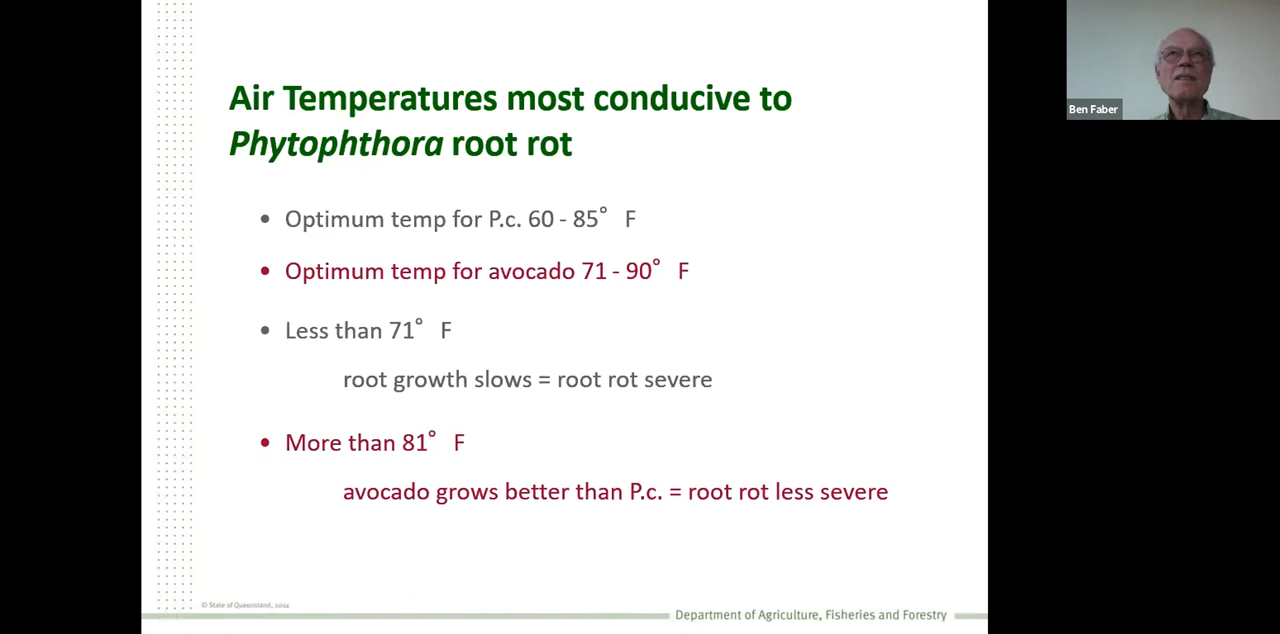 Air Temperatures most conducive to
Phytophthora root rot
• Optimum temp for P.c. 60 - 85° F
• Optimum temp for avocado 71 - 90° F
• Less than 71° F
root growth slows = root rot severe
• More than 81° F
avocado grows better than P.c. = root rot less severe
© State of Queensland, 2014
Department of Agriculture, Fisheries and Forestry
Ben Faber